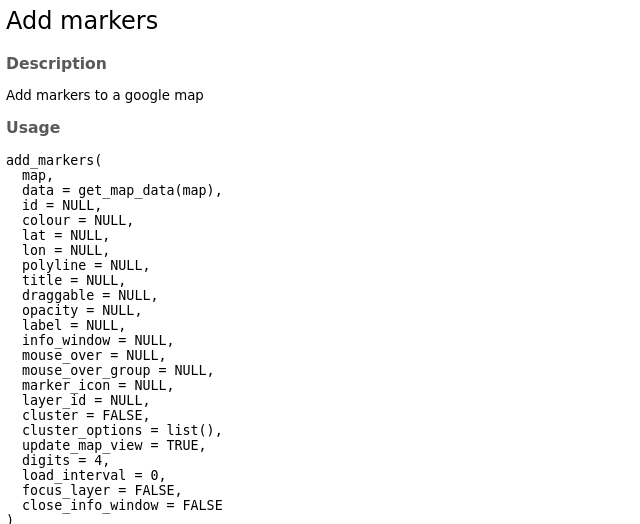 Add markers
Description
Add markers to a google map
Usage
add_markers(
  map,
  data = get_map_data(map),
  id = NULL,
  colour = NULL,
  lat = NULL,
  lon = NULL,
  polyline = NULL,
  title = NULL,
  draggable = NULL,
  opacity = NULL,
  label = NULL,
  info_window = NULL,
  mouse_over = NULL,
  mouse_over_group = NULL,
  marker_icon = NULL,
  layer_id = NULL,
  cluster = FALSE,
  cluster_options = list(),
  update_map_view = TRUE,
  digits = 4,
  load_interval = 0,
  focus_layer = FALSE,
  close_info_window = FALSE
)